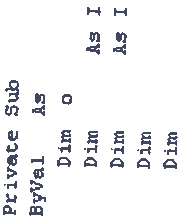 Private Sub
ByVal As
Dim o
Dim As I
Dim As I
Dim
Dim